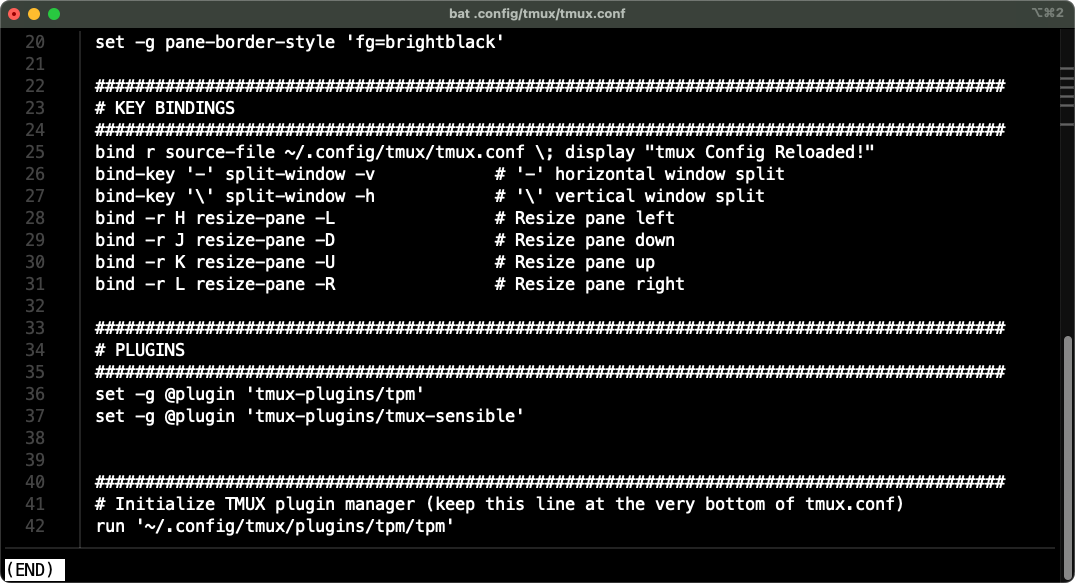 bat .config/tmux/tmux.conf ⌥⌘2
20 set -g pane-border-style 'fg=brightblack'
21
22 ###########################################################################################
23 # KEY BINDINGS
24 ###########################################################################################
25 bind r source-file ~/.config/tmux/tmux.conf \; display "tmux Config Reloaded!"
26 bind-key '-' split-window -v            # '-' horizontal window split
27 bind-key '\' split-window -h            # '\' vertical window split
28 bind -r H resize-pane -L                # Resize pane left
29 bind -r J resize-pane -D                # Resize pane down
30 bind -r K resize-pane -U                # Resize pane up
31 bind -r L resize-pane -R                # Resize pane right
32
33 ###########################################################################################
34 # PLUGINS
35 ###########################################################################################
36 set -g @plugin 'tmux-plugins/tpm'
37 set -g @plugin 'tmux-plugins/tmux-sensible'
38
39
40 ###########################################################################################
41 # Initialize TMUX plugin manager (keep this line at the very bottom of tmux.conf)
42 run '~/.config/tmux/plugins/tpm/tpm'
(END)